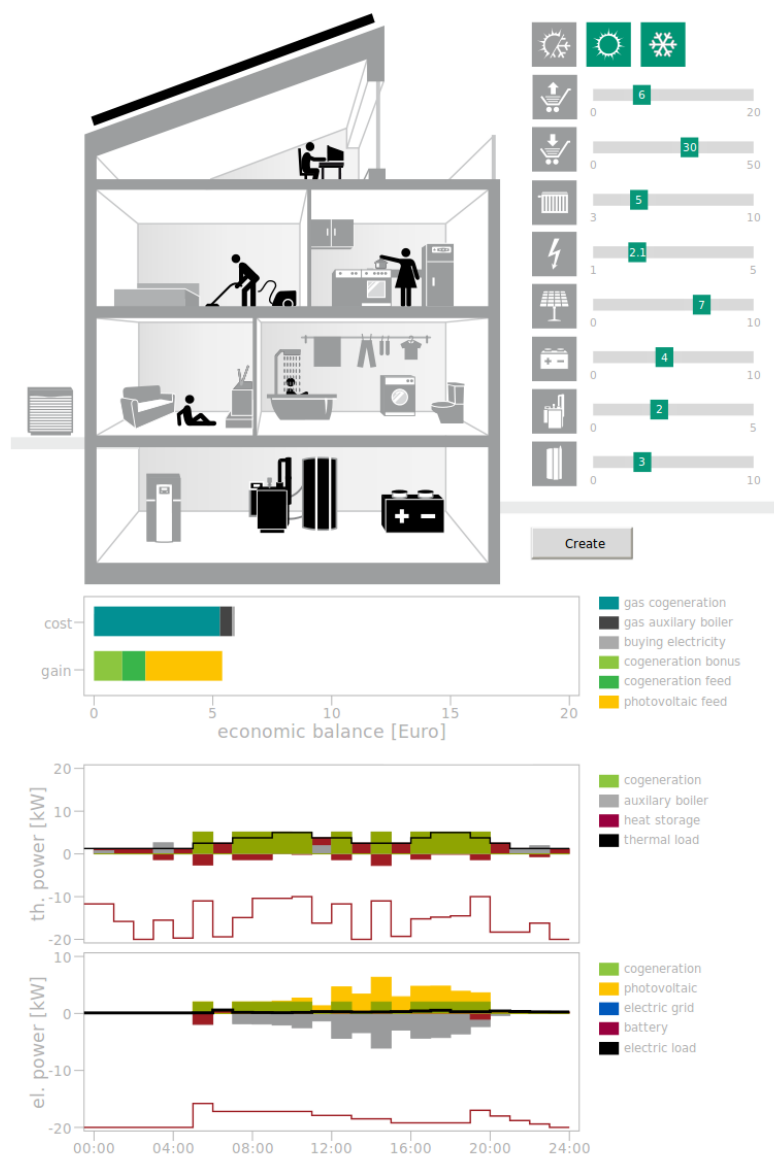 6
0 20
30
0 50
5
3 10
2.1
1 5
7
0 10
4
0 10
2
0 5
3
0 10
+ -
Create
cost
gain
0 5 10 15 20
economic balance [Euro]
gas cogeneration
gas auxilary boiler
buying electricity
cogeneration bonus
cogeneration feed
photovoltaic feed
th. power [kW]
20
10
0
-10
-20
cogeneration
auxilary boiler
heat storage
thermal load
el. power [kW]
10
0
-10
-20
cogeneration
photovoltaic
electric grid
battery
electric load
00:00 04:00 08:00 12:00 16:00 20:00 24:00